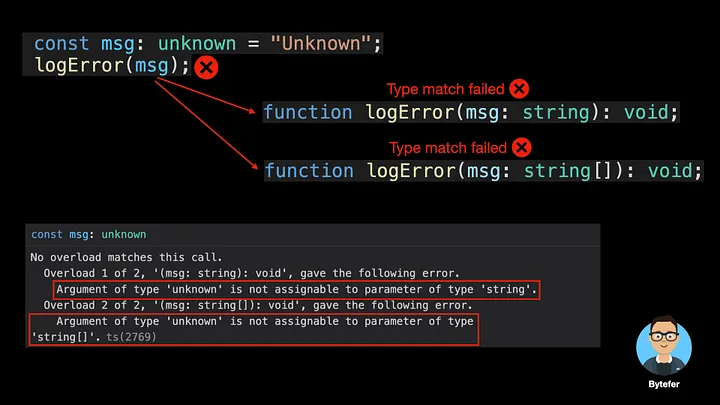 const msg: unknown = "Unknown";
logError(msg);
Type match failed
function logError(msg: string): void;
Type match failed
function logError(msg: string[]): void;
const msg: unknown
No overload matches this call.
Overload 1 of 2, '(msg: string): void', gave the following error.
Argument of type 'unknown' is not assignable to parameter of type 'string'.
Overload 2 of 2, '(msg: string[]): void', gave the following error.
Argument of type 'unknown' is not assignable to parameter of type
'string[]'. ts(2769)
Bytefer